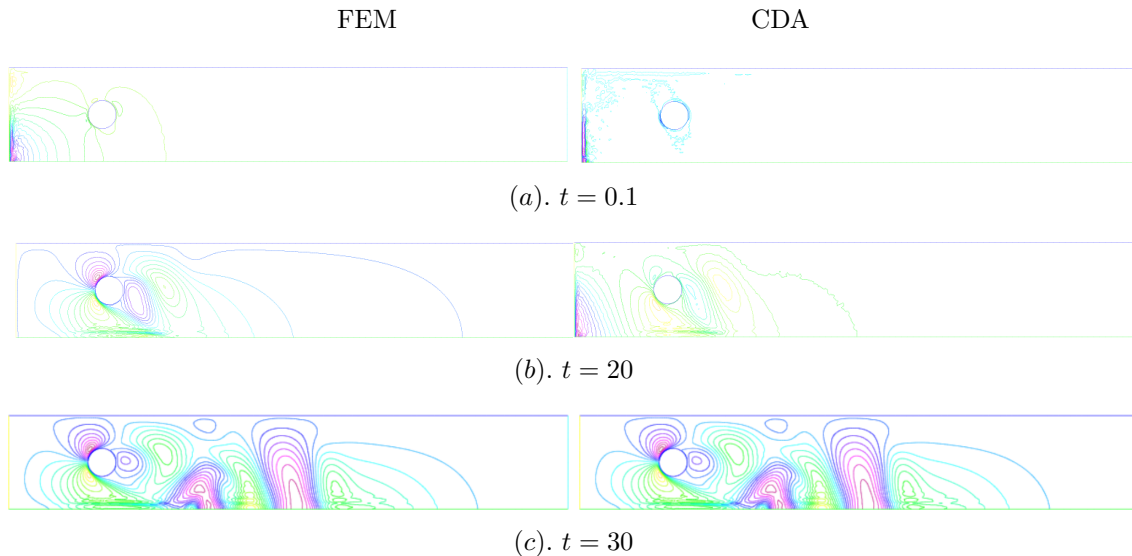 FEM CDA
(a). t = 0.1
(b). t = 20
(c). t = 30